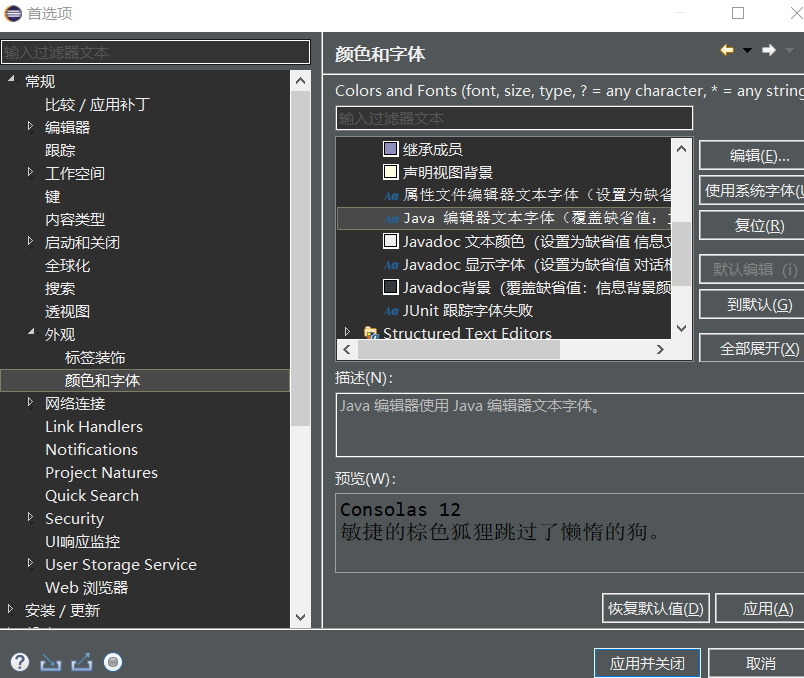 首选项
输入过滤器文本
常规
比较 / 应用补丁
编辑器
跟踪
工作空间
键
内容类型
启动和关闭
全球化
搜索
透视图
外观
标签装饰
颜色和字体
网络连接
Link Handlers
Notifications
Project Natures
Quick Search
Security
UI响应监控
User Storage Service
Web 浏览器
安装 / 更新
颜色和字体
Colors and Fonts (font, size, type, ? = any character, * = any string
输入过滤器文本
继承成员
声明视图背景
Aa 属性文件编辑器文本字体（设置为缺省
Aa Java 编辑器文本字体（覆盖缺省值：
Javadoc 文本颜色（设置为缺省值 信息文
Aa Javadoc 显示字体（设置为缺省值 对话框
Javadoc背景（覆盖缺省值：信息背景颜
Aa JUnit 跟踪字体失败
Structured Text Editors
编辑(E)...
使用系统字体(U
复位(R)
默认编辑 (i)
到默认(G)
全部展开(X)
描述(N)：
Java 编辑器使用 Java 编辑器文本字体。
预览(W)：
Consolas 12
敏捷的棕色狐狸跳过了懒惰的狗。
恢复默认值(D)
应用(A)
应用并关闭
取消